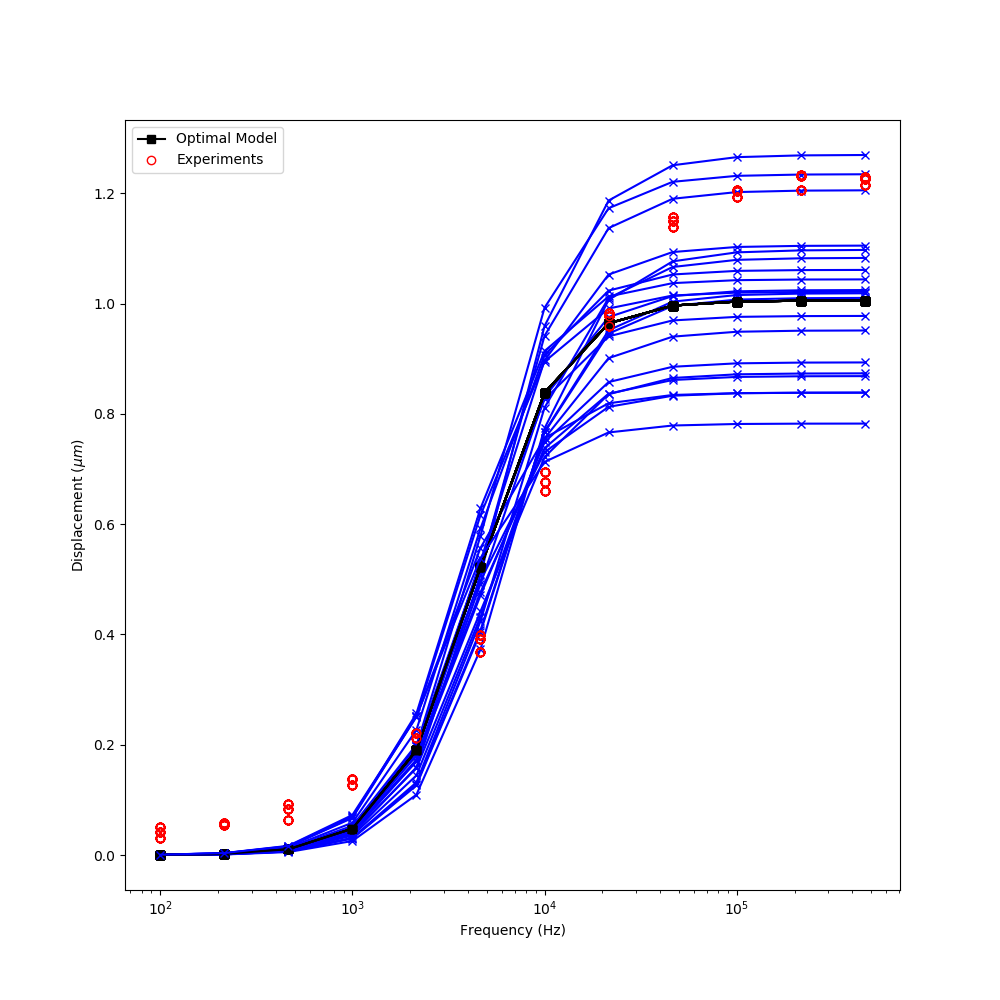 Optimal Model
Experiments
1.2
1.0
0.8
0.6
0.4
0.2
0.0
Displacement (μm)
10²
10³
10⁴
10⁵
Frequency (Hz)